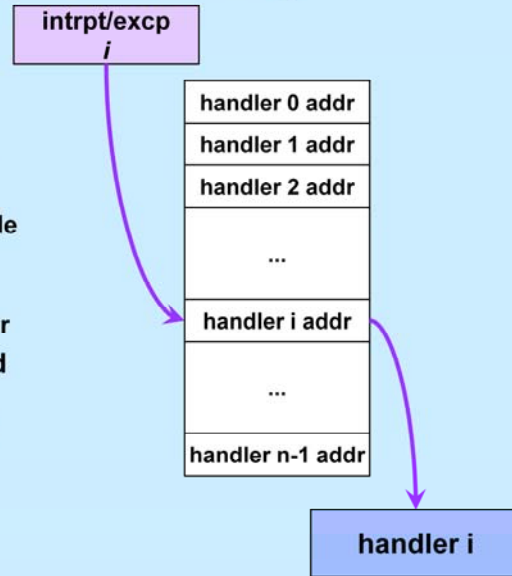 intrpt/excp
i
handler 0 addr
handler 1 addr
handler 2 addr
...
handler i addr
...
handler n-1 addr
handler i